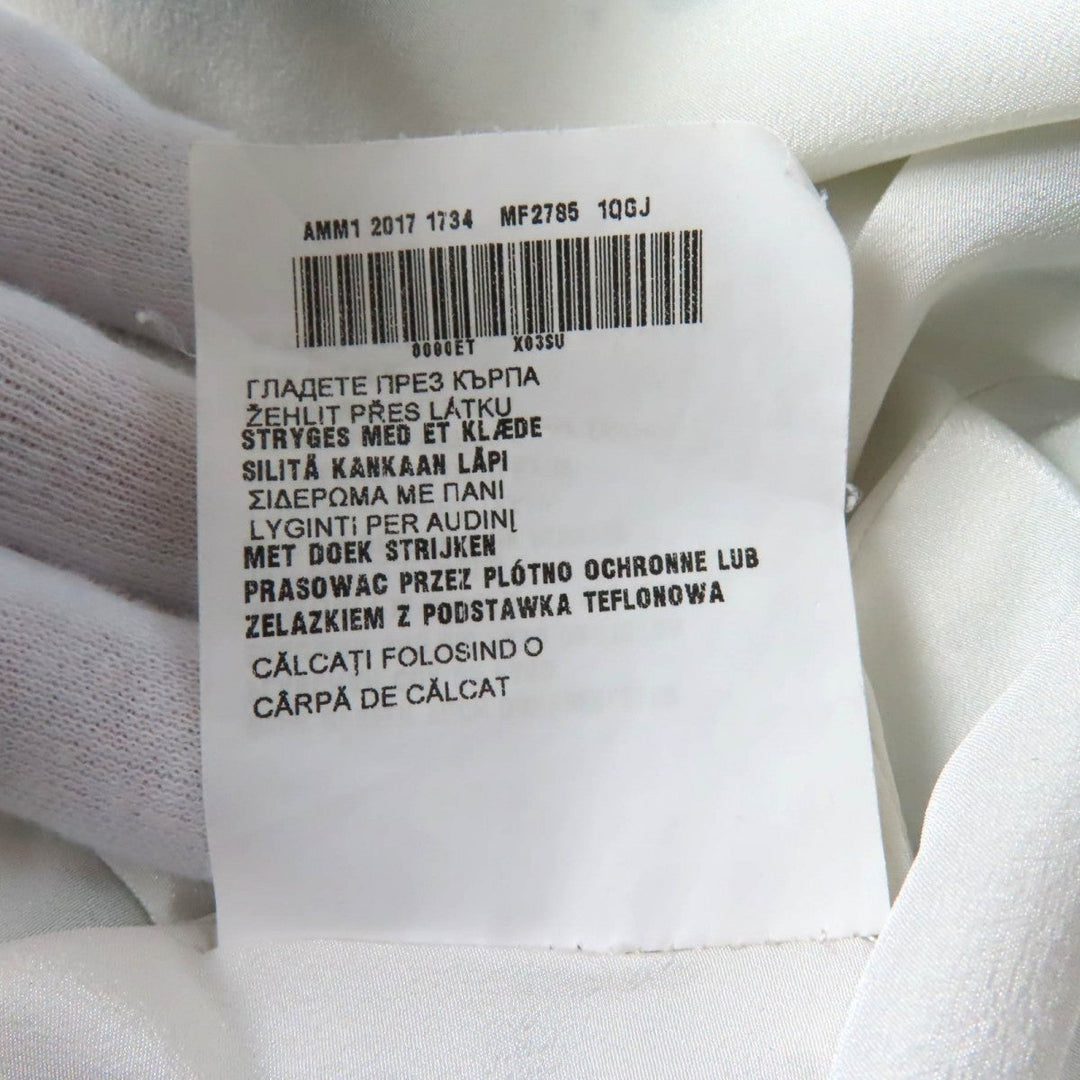 AMM1 2017 1734 MF2785 1QGJ
0000ET X03SU
ГЛАДЕТЕ ПРЕЗ КЪРПА
ŽEHLIT PŘES LÁTKU
STRYGES MED ET KLÆDE
SILITÄ KANKAAN LÄPI
ΣΙΔΕΡΩΜΑ ΜΕ ΠΑΝΙ
LYGINTI PER AUDINĮ
MET DOEK STRIJKEN
PRASOWAC PRZEZ PLÓTNO OCHRONNE LUB
ZELAZKIEM Z PODSTAWKA TEFLONOWA
CĂLCAȚI FOLOSIND O
CÂRPĂ DE CĂLCAT